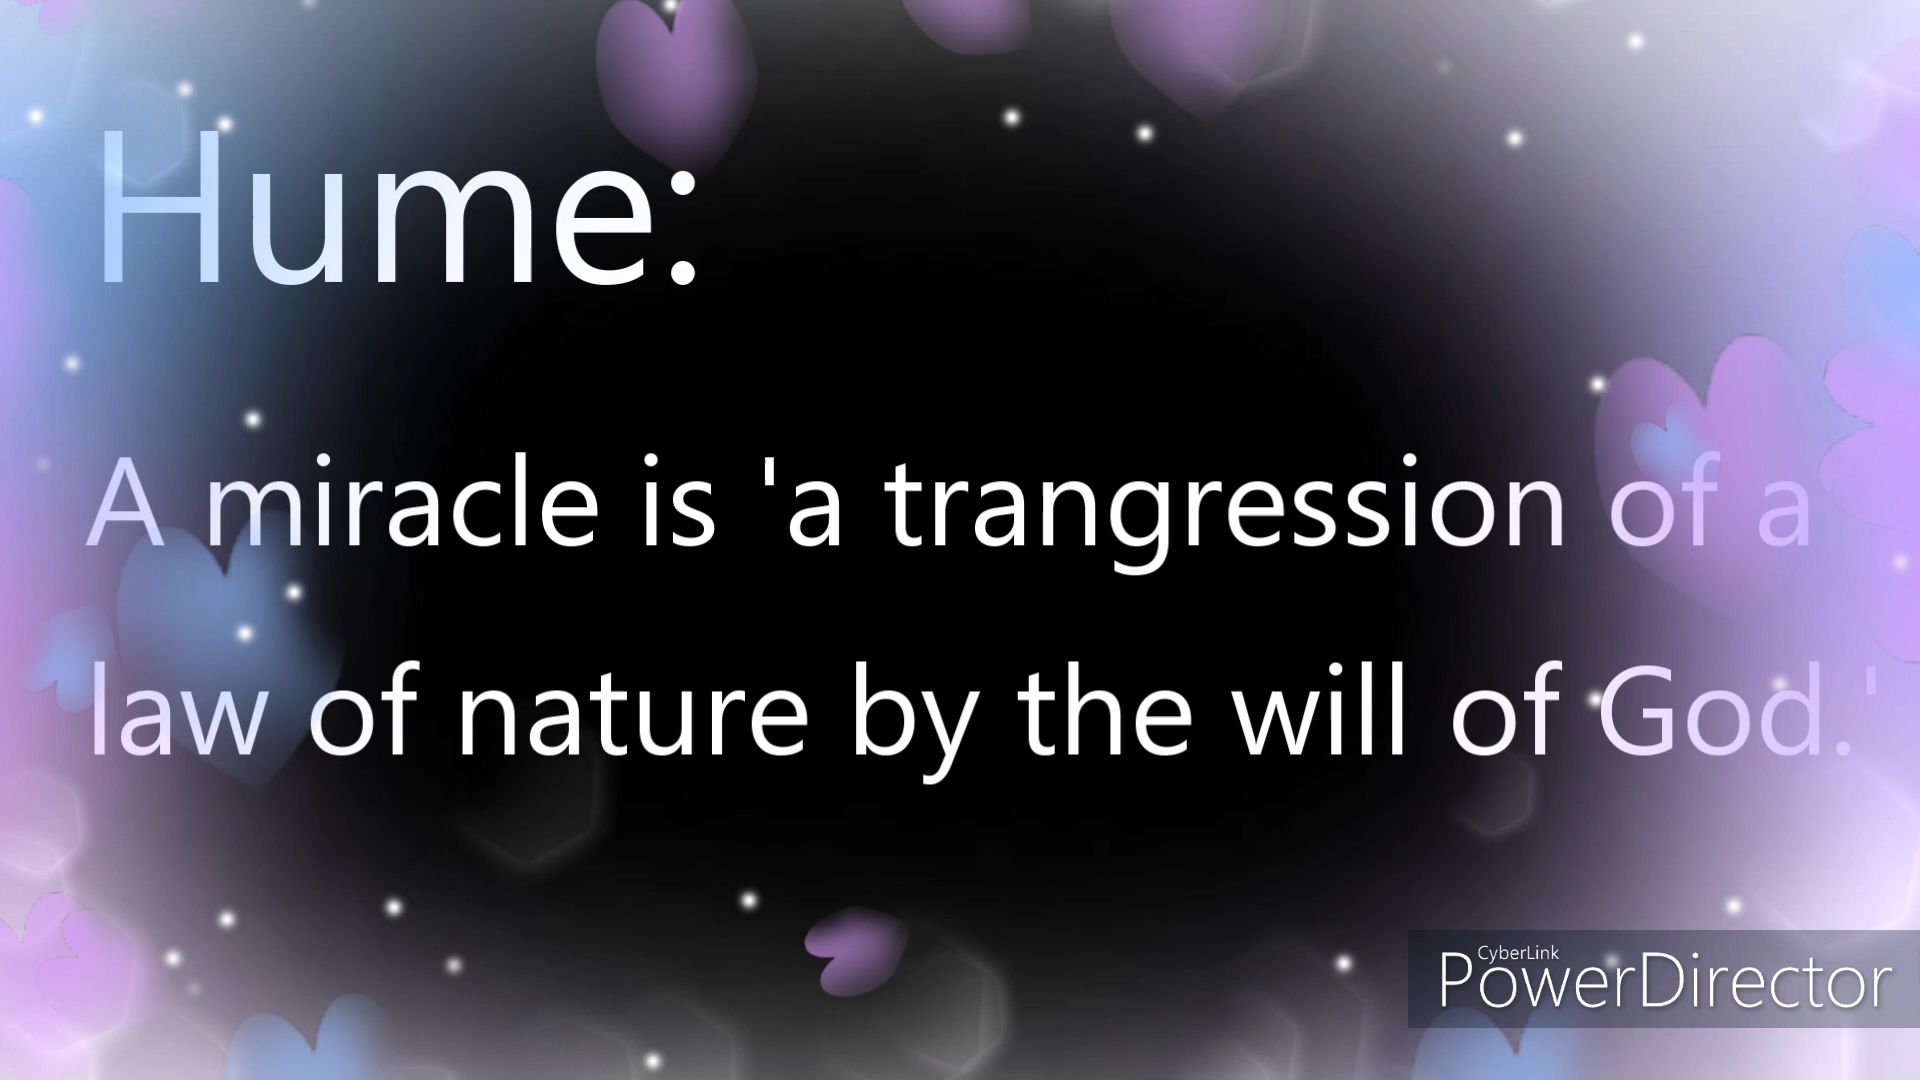 Hume:
A miracle is 'a trangression of a
law of nature by the will of God.'
CyberLink
PowerDirector